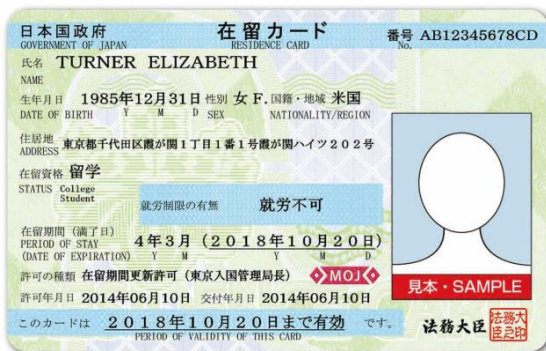 日本国政府 在留カード 番号 AB12345678CD
GOVERNMENT OF JAPAN RESIDENCE CARD No.
氏名 TURNER ELIZABETH
NAME
生年月日 1985年12月31日 性別 女 F. 国籍・地域 米国
DATE OF BIRTH Y M D SEX NATIONALITY/REGION
住居地
ADDRESS 東京都千代田区霞が関1丁目1番1号霞が関ハイツ202号
在留資格 留学
STATUS College
Student
就労制限の有無 就労不可
在留期間(満了日)
PERIOD OF STAY 4年3月(2018年10月20日)
(DATE OF EXPIRATION) Y M Y M D
許可の種類 在留期間更新許可(東京入国管理局長) MOJ
見本・SAMPLE
許可年月日 2014年06月10日 交付年月日 2014年06月10日
このカードは 2018年10月20日まで有効 です。
PERIOD OF VALIDITY OF THIS CARD
法務大臣 法務大臣之印